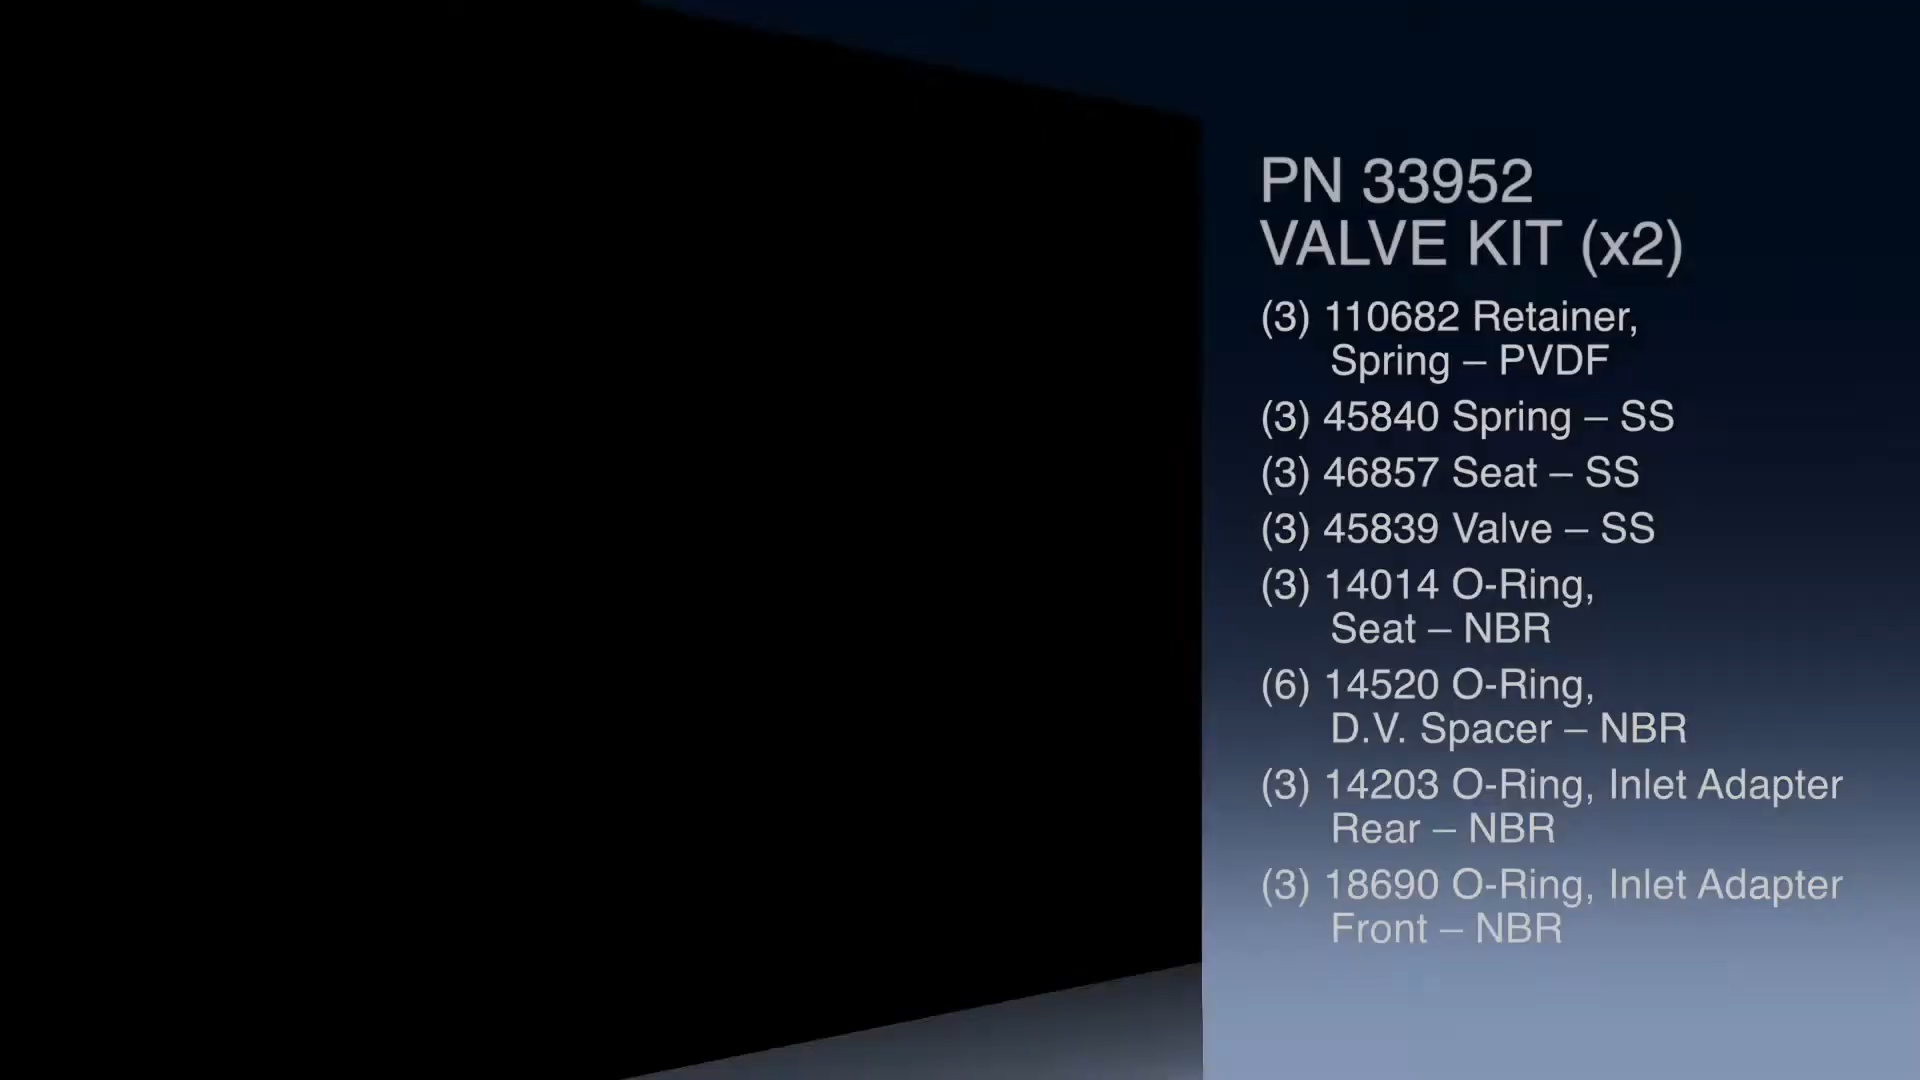 PN 33952
VALVE KIT (x2)
(3) 110682 Retainer,
Spring – PVDF
(3) 45840 Spring – SS
(3) 46857 Seat – SS
(3) 45839 Valve – SS
(3) 14014 O-Ring,
Seat – NBR
(6) 14520 O-Ring,
D.V. Spacer – NBR
(3) 14203 O-Ring, Inlet Adapter
Rear – NBR
(3) 18690 O-Ring, Inlet Adapter
Front – NBR